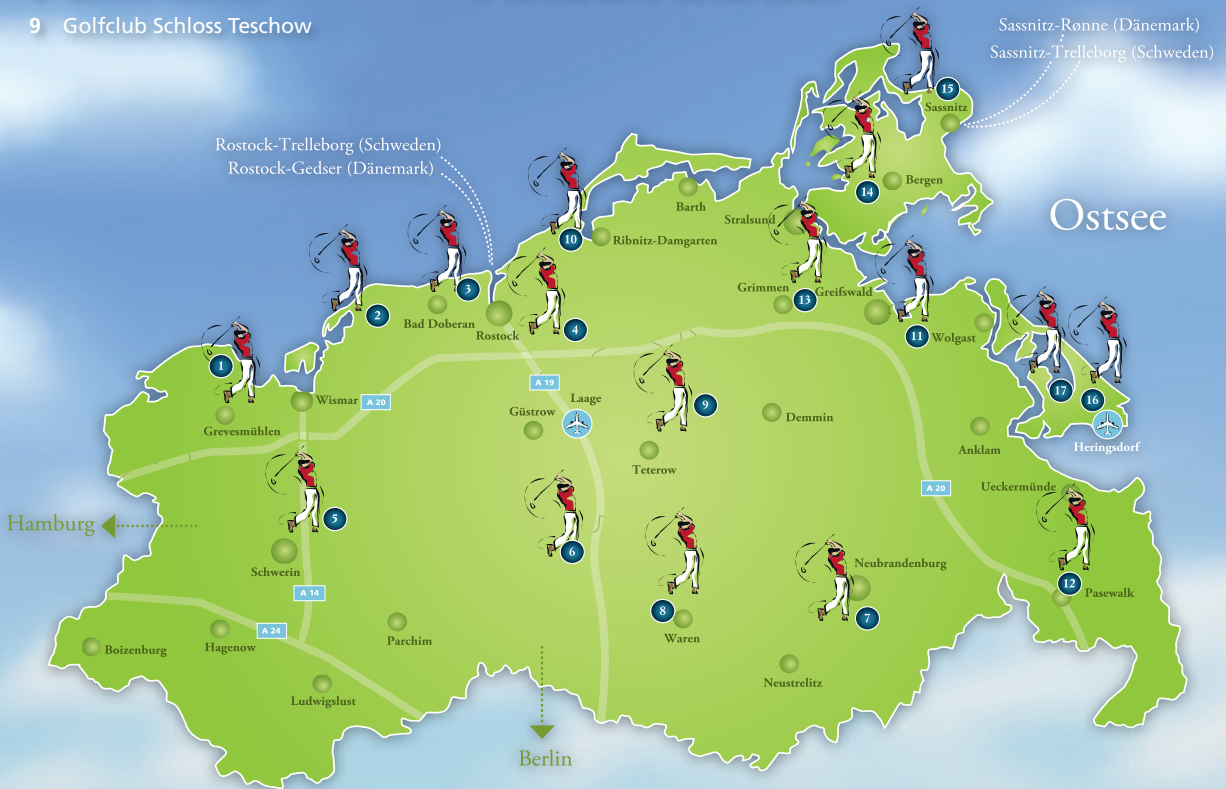 9 Golfclub Schloss Teschow
Sassnitz-Rønne (Dänemark)
Sassnitz-Trelleborg (Schweden)
15
Sassnitz
Rostock-Trelleborg (Schweden)
Rostock-Gedser (Dänemark)
14
Bergen
Barth
Ostsee
Stralsund
10
Ribnitz-Damgarten
3
Grimmen
13
Greifswald
2
Bad Doberan
Rostock
4
11
Wolgast
1
A 19
17
16
Wismar
A 20
Laage
Güstrow
9
Demmin
Grevesmühlen
Heringsdorf
Anklam
Teterow
A 20
Ueckermünde
5
Hamburg
6
Schwerin
Neubrandenburg
12
Pasewalk
A 14
8
7
Waren
A 24
Boizenburg
Hagenow
Parchim
Neustrelitz
Ludwigslust
Berlin